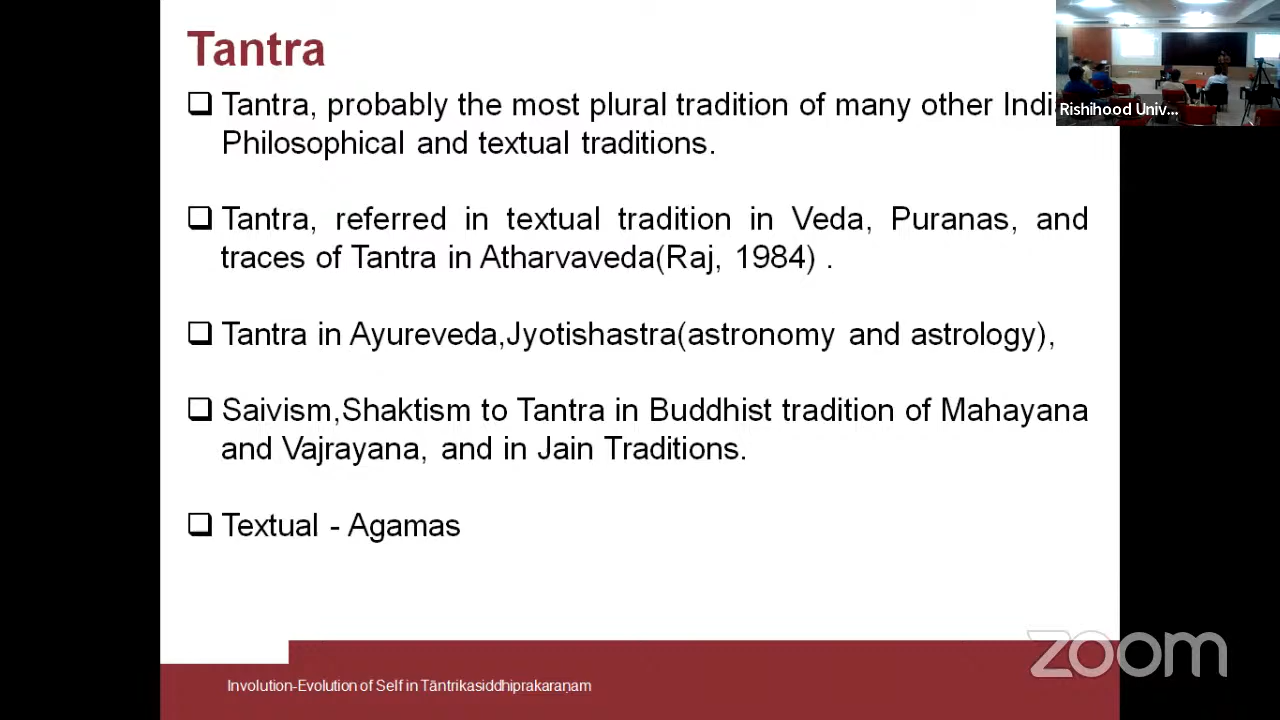 Tantra
❑ Tantra, probably the most plural tradition of many other Indi
Philosophical and textual traditions.
❑ Tantra, referred in textual tradition in Veda, Puranas, and
traces of Tantra in Atharvaveda(Raj, 1984) .
❑ Tantra in Ayureveda,Jyotishastra(astronomy and astrology),
❑ Saivism,Shaktism to Tantra in Buddhist tradition of Mahayana
and Vajrayana, and in Jain Traditions.
❑ Textual - Agamas
Involution-Evolution of Self in Tāntrikasiddhiprakaraṇam
Rishihood Univ...
zoom